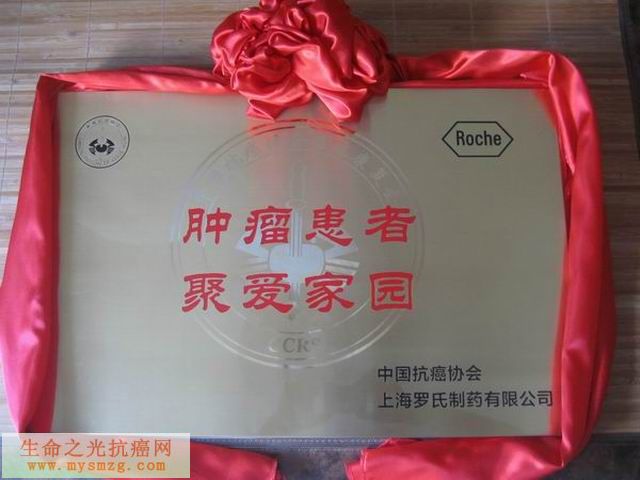 Roche
肿瘤患者
聚爱家园
CRS
中国抗癌协会
上海罗氏制药有限公司
生命之光抗癌网
www.mysmzg.com